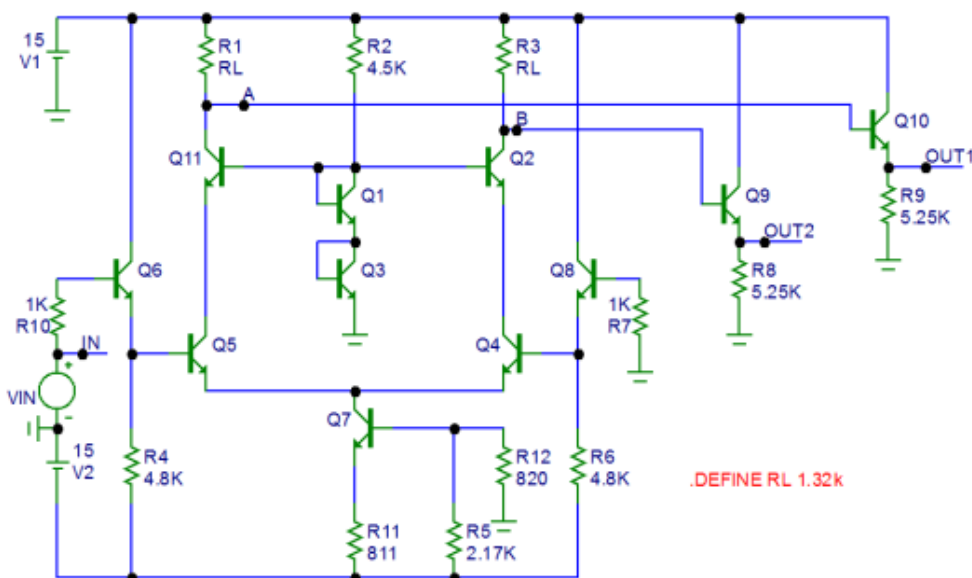 15
V1
R1
RL
R2
4.5K
R3
RL
A
B
Q10
OUT1
Q11
Q2
Q1
Q9
R9
5.25K
Q3
OUT2
Q6
Q8
R8
5.25K
1K
R10
1K
R7
IN
Q5
Q4
VIN
+
-
Q7
15
V2
R4
4.8K
R12
820
R6
4.8K
.DEFINE RL 1.32k
R11
811
R5
2.17K